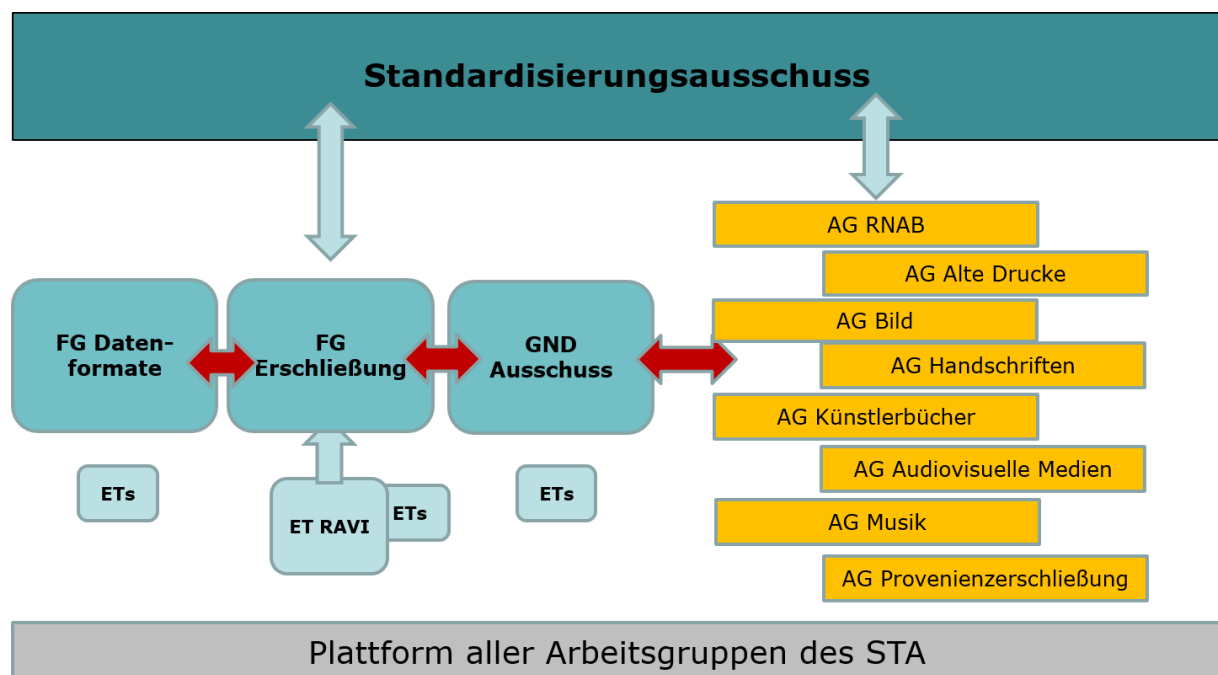 Standardisierungsausschuss
FG Daten-
formate
FG
Erschließung
GND
Ausschuss
ETs
ET RAVI
ETs
ETs
AG RNAB
AG Alte Drucke
AG Bild
AG Handschriften
AG Künstlerbücher
AG Audiovisuelle Medien
AG Musik
AG Provenienzerschließung
Plattform aller Arbeitsgruppen des STA